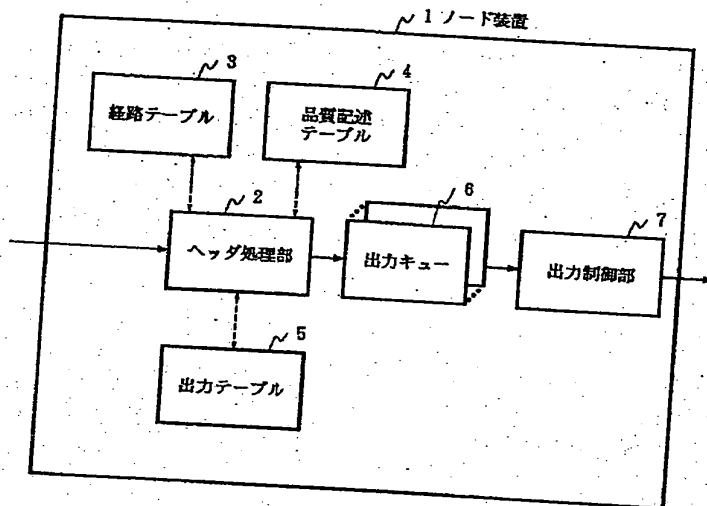 1 ノード装置
3
経路テーブル
4
品質記述
テーブル
2
ヘッダ処理部
6
出力キュー
7
出力制御部
5
出力テーブル